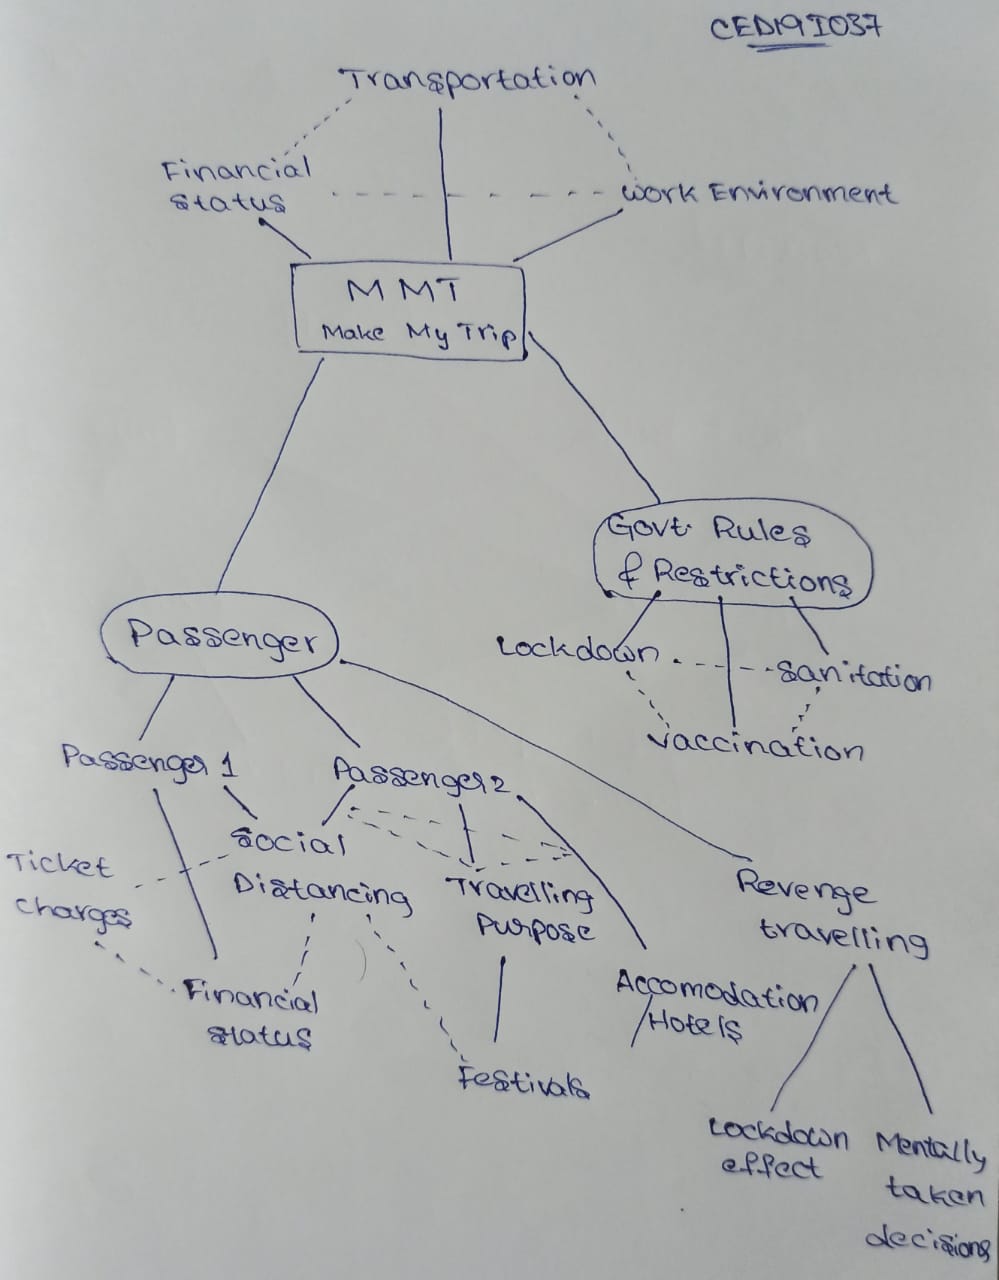 CED19I037
Transportation
Financial
status
work Environment
MMT
Make My Trip
Govt. Rules
& Restrictions
Passenger
Lockdown
sanitation
vaccination
Passenger 1
Passenger 2
Social
Distancing
Ticket
charges
Travelling
Purpose
Revenge
travelling
Financial
status
Accomodation
/Hotels
Festivals
Lockdown
effect
Mentally
taken
decisions